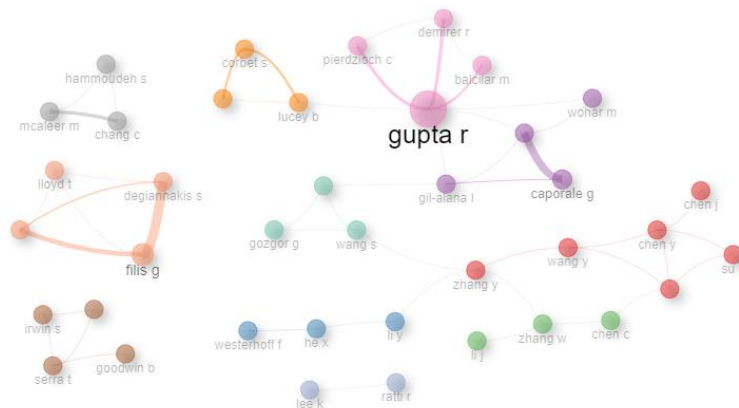 demirer r
corbet s
pierdzioch c
hammoudeh s
balcilar m
lucey b
wohar m
mcaleer m
chang c
gupta r
lloyd t
degiannakis s
gil-alana l
caporale g
chen j
gozgor g
wang s
chen y
wang y
su
filis g
zhang y
irwin s
westerhoff f
he x
li y
zhang w
chen c
li j
serra t
goodwin b
lee k
ratti r